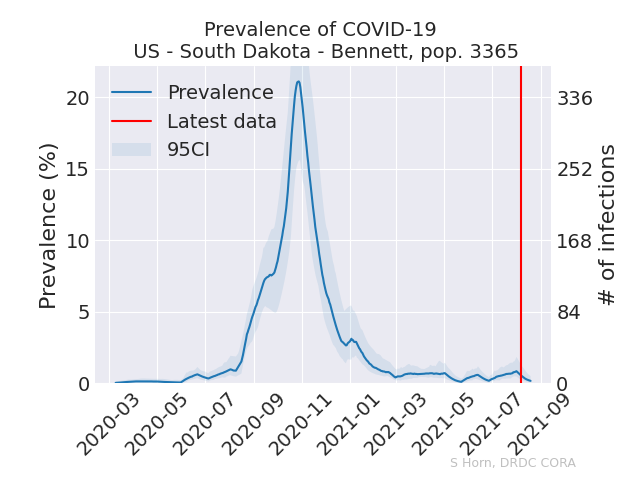 Prevalence of COVID-19
US - South Dakota - Bennett, pop. 3365
Prevalence
Latest data
95CI
Prevalence (%)
20
15
10
5
0
# of infections
336
252
168
84
0
2020-03
2020-05
2020-07
2020-09
2020-11
2021-01
2021-03
2021-05
2021-07
2021-09
S Horn, DRDC CORA